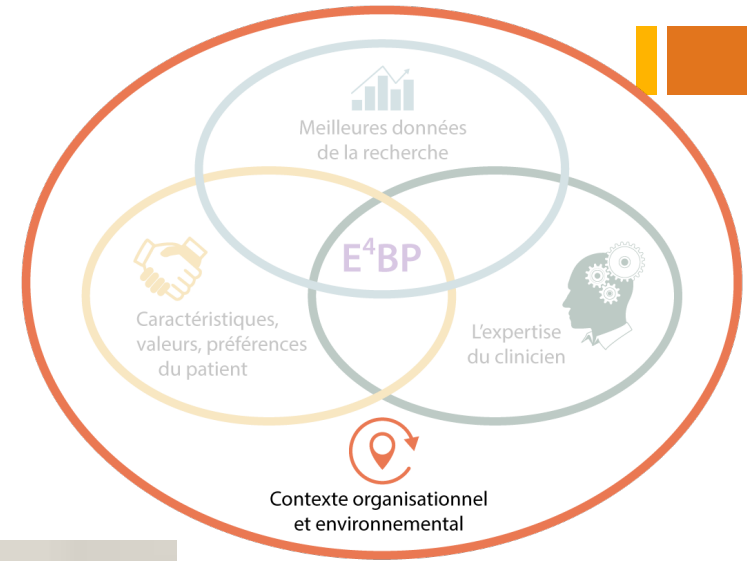 Meilleures données
de la recherche
E⁴BP
Caractéristiques,
valeurs, préférences
du patient
L'expertise
du clinicien
Contexte organisationnel
et environnemental